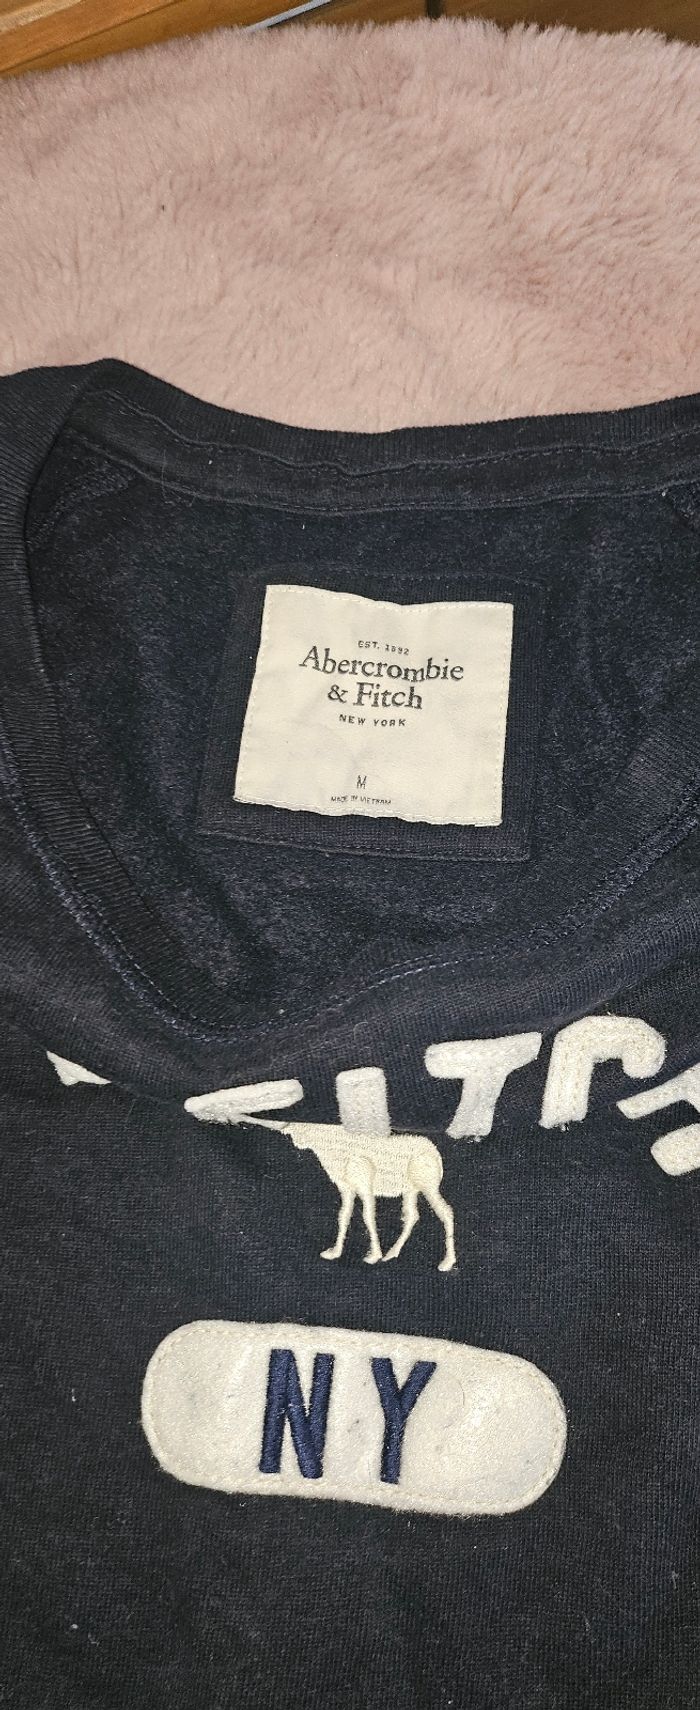 EST. 1892
Abercrombie
& Fitch
NEW YORK
M
MADE IN VIETNAM
NY